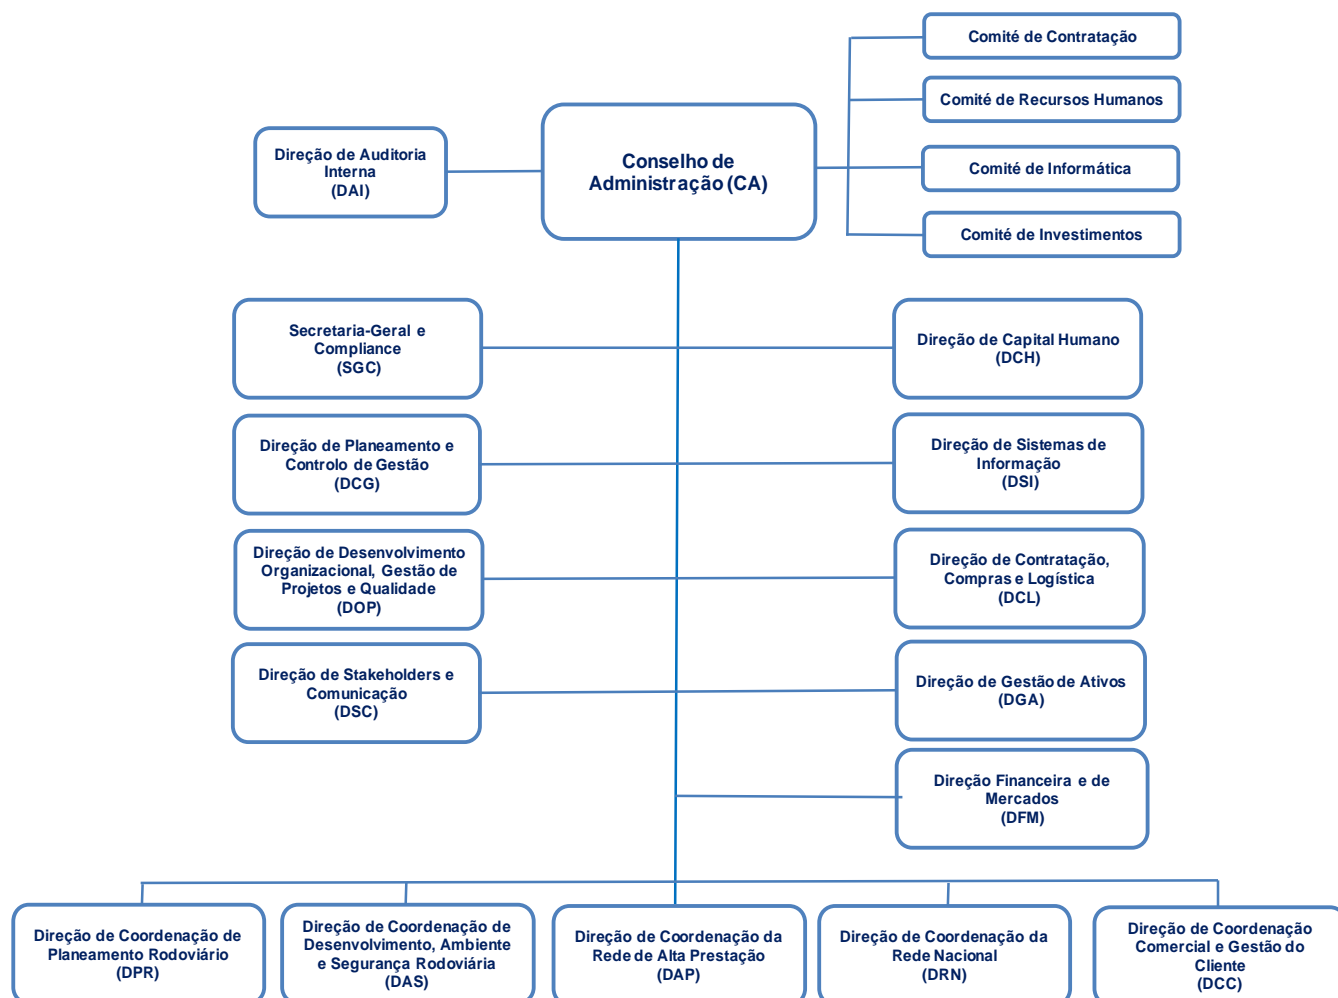 Comité de Contratação
Comité de Recursos Humanos
Comité de Informática
Comité de Investimentos
Conselho de
Administração (CA)
Direção de Auditoria
Interna
(DAI)
Secretaria-Geral e
Compliance
(SGC)
Direção de Capital Humano
(DCH)
Direção de Planeamento e
Controlo de Gestão
(DCG)
Direção de Sistemas de
Informação
(DSI)
Direção de Desenvolvimento
Organizacional, Gestão de
Projetos e Qualidade
(DOP)
Direção de Contratação,
Compras e Logística
(DCL)
Direção de Stakeholders e
Comunicação
(DSC)
Direção de Gestão de Ativos
(DGA)
Direção Financeira e de
Mercados
(DFM)
Direção de Coordenação de
Planeamento Rodoviário
(DPR)
Direção de Coordenação de
Desenvolvimento, Ambiente
e Segurança Rodoviária
(DAS)
Direção de Coordenação da
Rede de Alta Prestação
(DAP)
Direção de Coordenação da
Rede Nacional
(DRN)
Direção de Coordenação
Comercial e Gestão do
Cliente
(DCC)